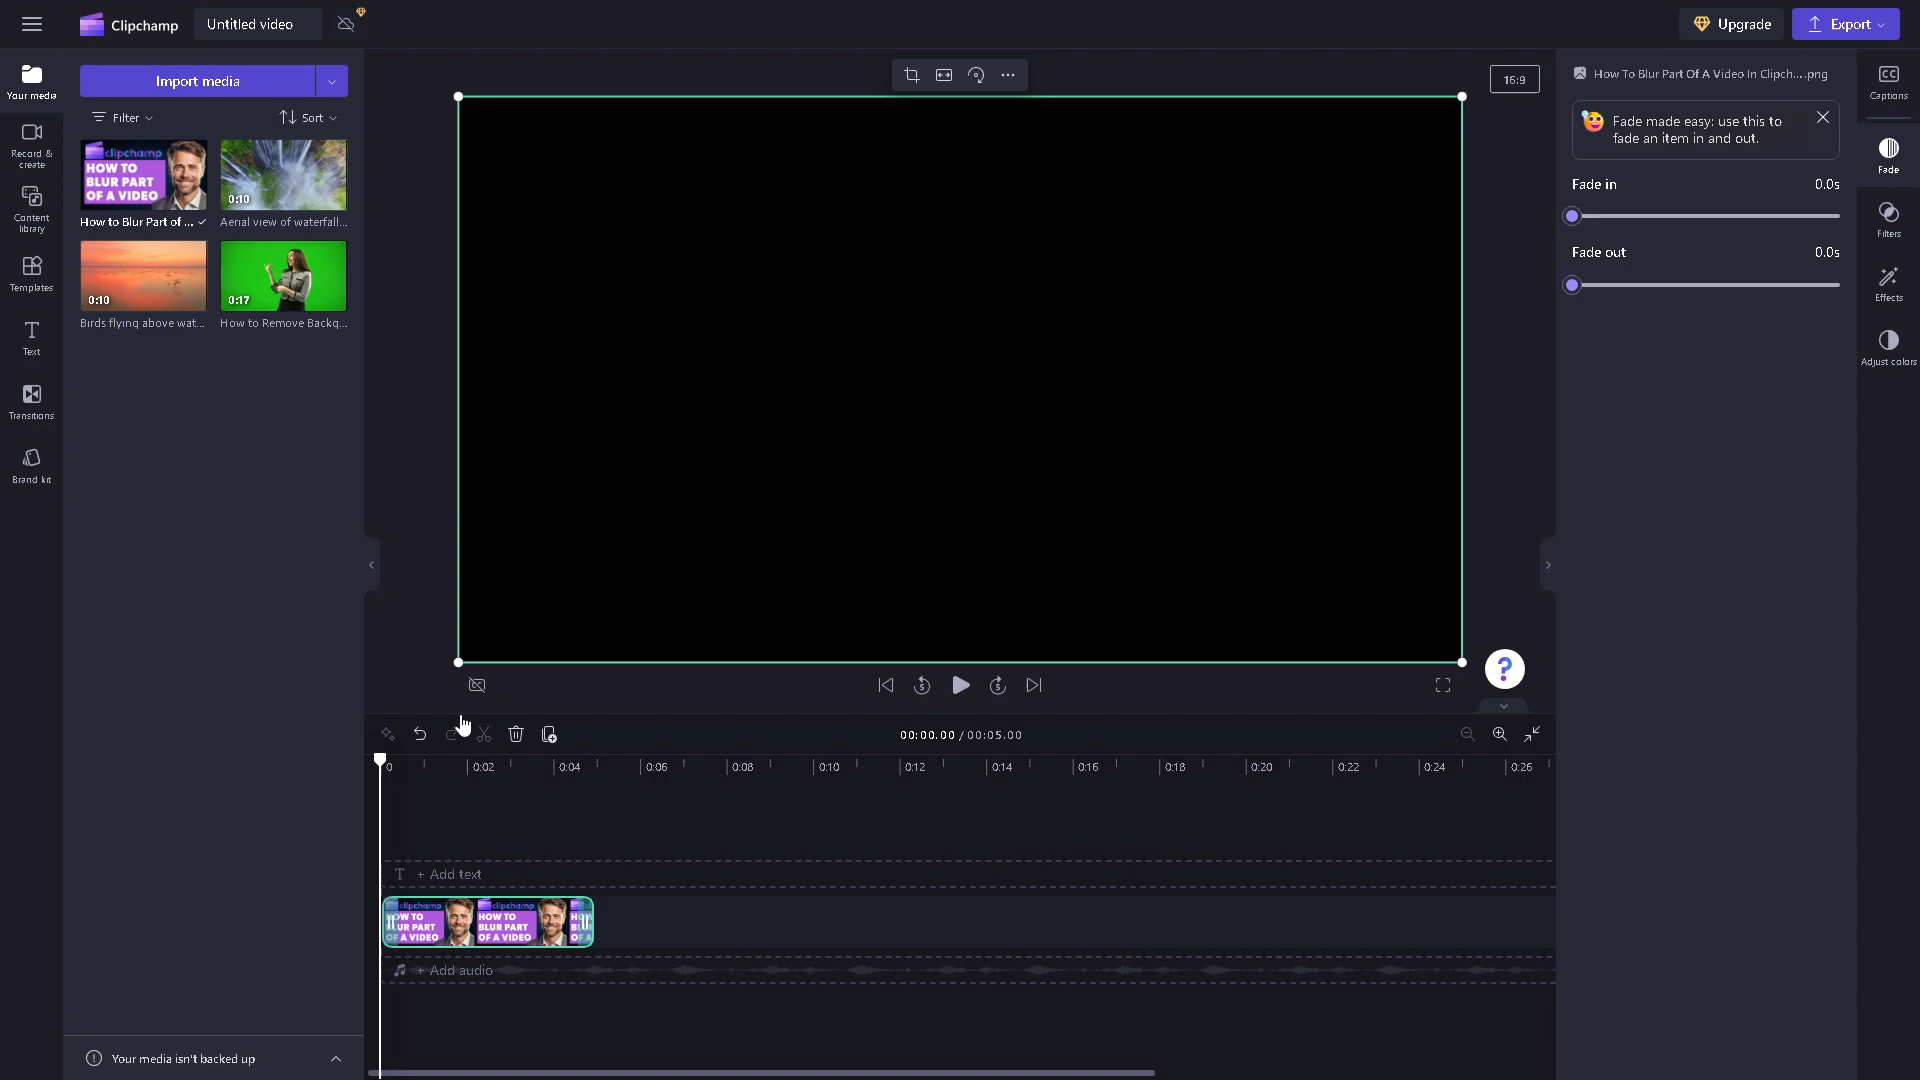 Clipchamp
Untitled video
Upgrade
Export
Your media
Record &
create
Content
library
Templates
Text
Transitions
Brand kit
Import media
Filter
Sort
clipchamp
HOW TO
BLUR PART
OF A VIDEO
How to Blur Part of ...
0:10
Aerial view of waterfall...
0:10
Birds flying above wat...
0:17
How to Remove Backg...
Your media isn't backed up
16:9
How To Blur Part Of A Video In Clipch....png
Fade made easy: use this to
fade an item in and out.
Fade in
0.0s
Fade out
0.0s
CC
Captions
Fade
Filters
Effects
Adjust colors
5
5
?
00:00.00 / 00:05.00
0
0:02
0:04
0:06
0:08
0:10
0:12
0:14
0:16
0:18
0:20
0:22
0:24
0:26
T + Add text
clipchamp
HOW TO
BLUR PART
OF A VIDEO
+ Add audio